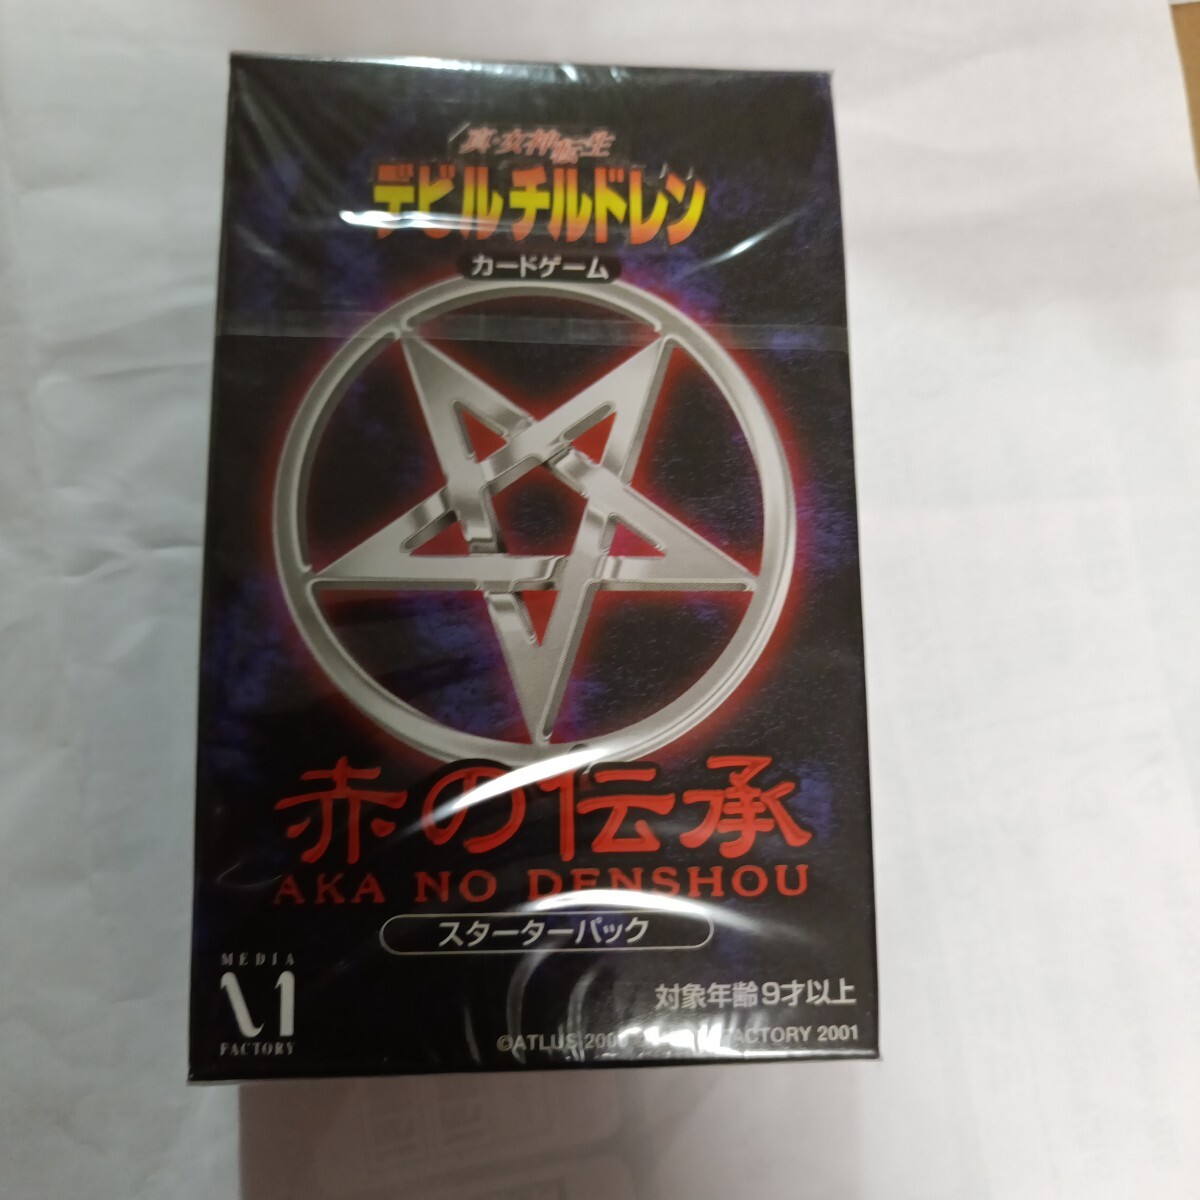 真・女神転生
デビルチルドレン
カードゲーム
赤の伝承
AKA NO DENSHOU
スターターパック
MEDIA
FACTORY
対象年齢9才以上
©ATLUS 200 FACTORY 2001